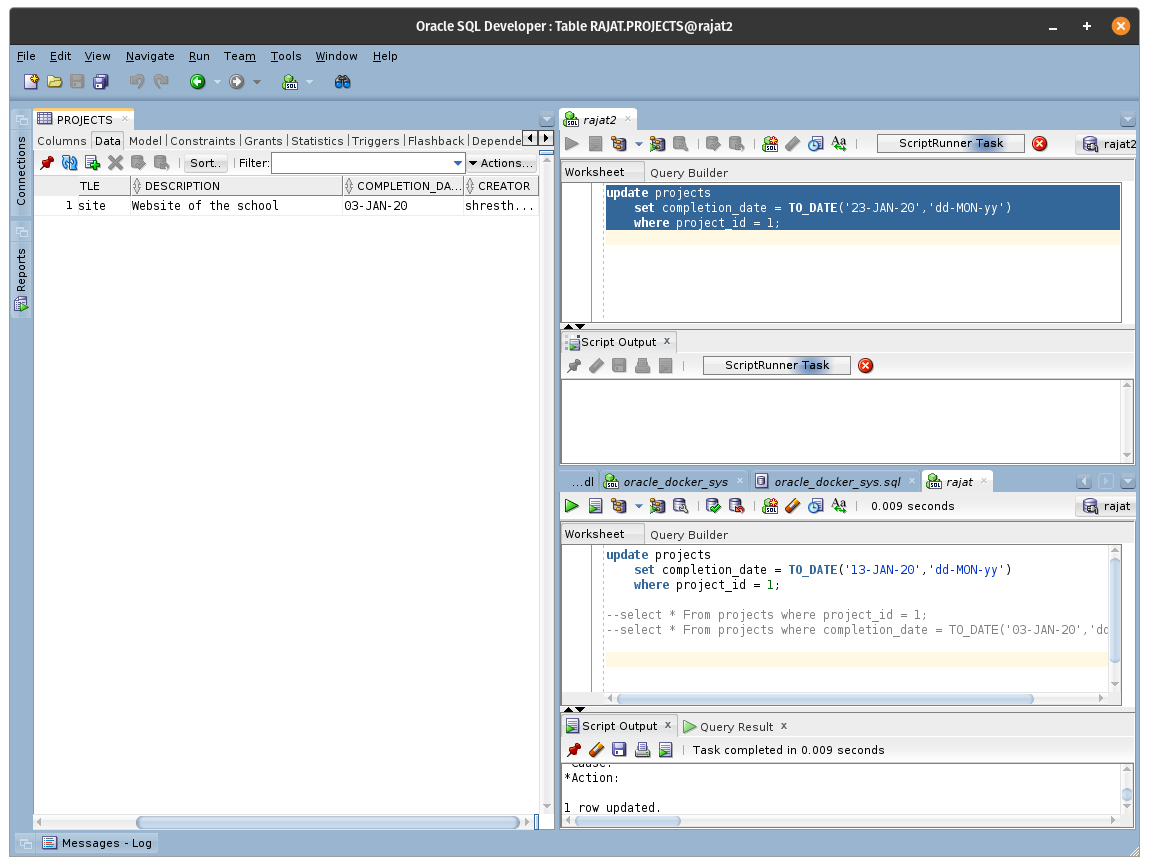 Oracle SQL Developer : Table RAJAT.PROJECTS@rajat2
File Edit View Navigate Run Team Tools Window Help
Connections
Reports
PROJECTS
Columns Data Model Constraints Grants Statistics Triggers Flashback Depende
Sort.. Filter: Actions...
TLE DESCRIPTION COMPLETION_DA... CREATOR
1 site Website of the school 03-JAN-20 shresth...
rajat2
ScriptRunner Task rajat2
Worksheet Query Builder
update projects
set completion_date = TO_DATE('23-JAN-20','dd-MON-yy')
where project_id = 1;
Script Output
ScriptRunner Task
...dl oracle_docker_sys oracle_docker_sys.sql rajat
0.009 seconds rajat
Worksheet Query Builder
update projects
set completion_date = TO_DATE('13-JAN-20','dd-MON-yy')
where project_id = 1;
--select * From projects where project_id = 1;
--select * From projects where completion_date = TO_DATE('03-JAN-20','dd
Script Output Query Result
Task completed in 0.009 seconds
*Action:
1 row updated.
Messages - Log